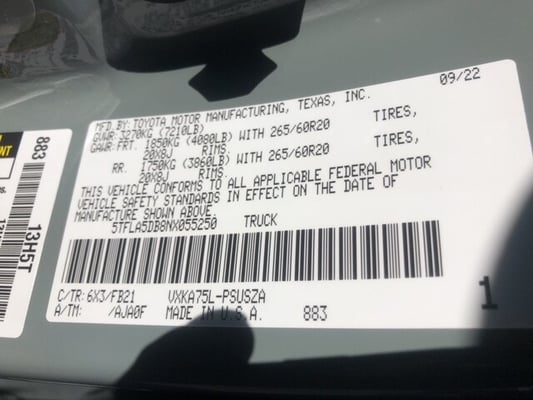 09/22
MFD. BY: TOYOTA MOTOR MANUFACTURING, TEXAS, INC.
GVWR: 3270KG (7210LB)
GAWR: FRT. 1850KG (4080LB) WITH 265/60R20 TIRES,
20X8J RIMS.
RR. 1750KG (3860LB) WITH 265/60R20 TIRES,
20X8J RIMS.
THIS VEHICLE CONFORMS TO ALL APPLICABLE FEDERAL MOTOR
VEHICLE SAFETY STANDARDS IN EFFECT ON THE DATE OF
MANUFACTURE SHOWN ABOVE.
5TFLA5DB8NX055250 TRUCK
C/TR: 6X3/FB21 VXKA75L-PSUSZA
A/TM: /AJA0F MADE IN U.S.A. 883
1
883
13H5T